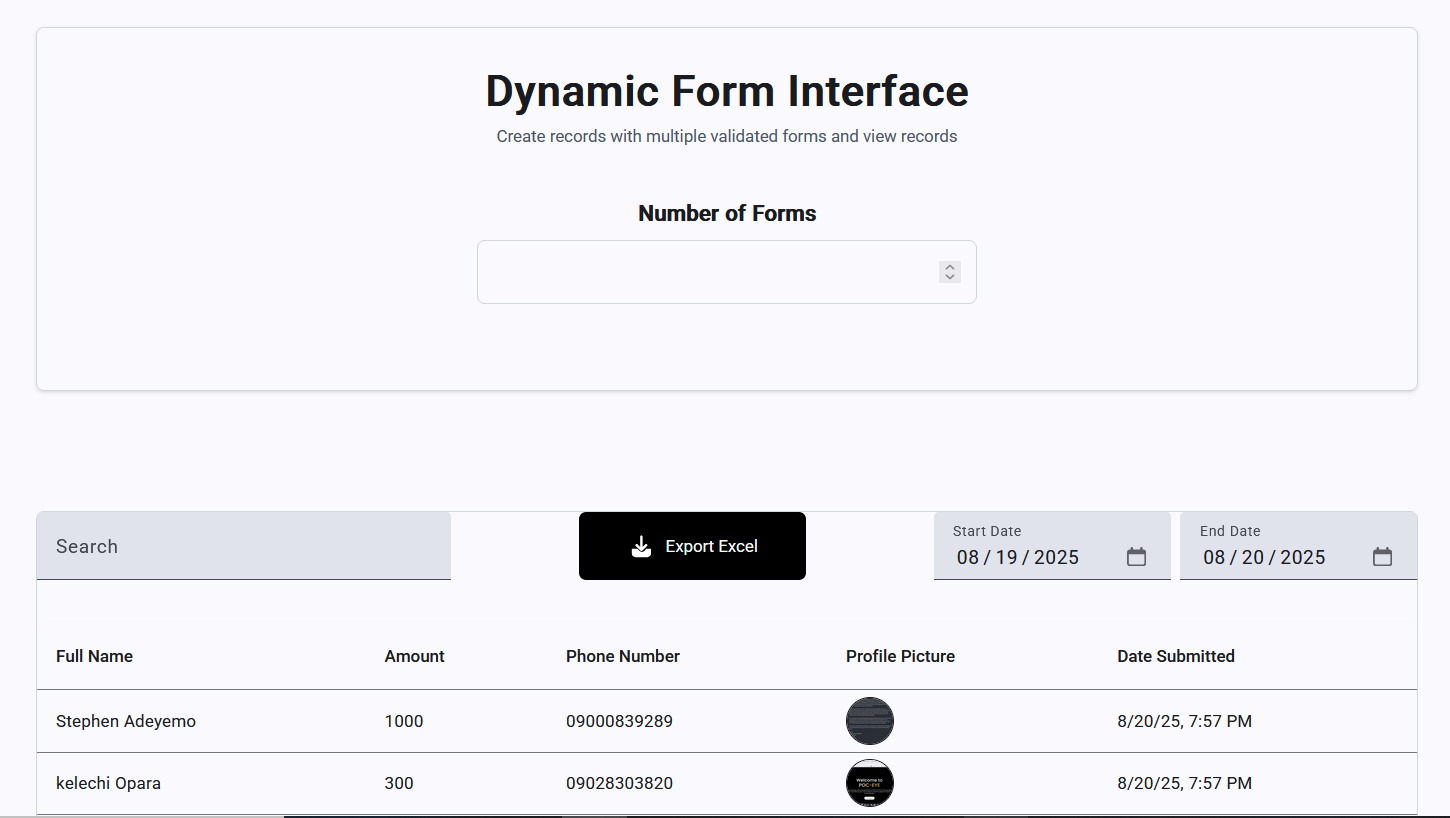 Dynamic Form Interface
Create records with multiple validated forms and view records
Number of Forms
Search
Export Excel
Start Date
08 / 19 / 2025
End Date
08 / 20 / 2025
Full Name Amount Phone Number Profile Picture Date Submitted
Stephen Adeyemo 1000 09000839289 8/20/25, 7:57 PM
kelechi Opara 300 09028303820 8/20/25, 7:57 PM
Welcome to
POC-EYE